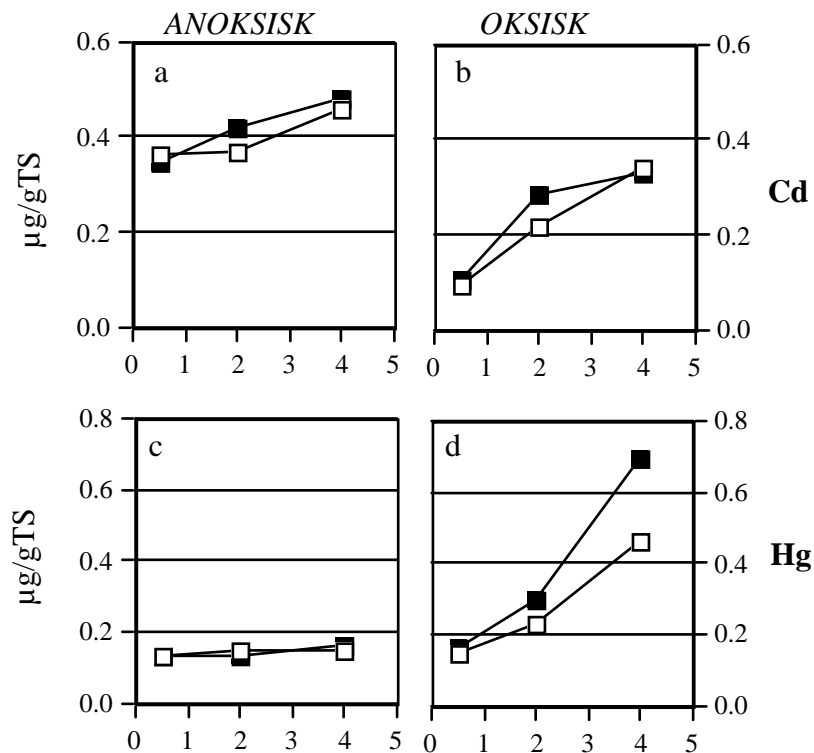 ANOKSISK OKSISK
0.6 a b 0.6
0.4 0.4
µg/gTS Cd
0.2 0.2
0.0 0.0
0 1 2 3 4 5 0 1 2 3 4 5
0.8 c d 0.8
0.6 0.6
µg/gTS Hg
0.4 0.4
0.2 0.2
0.0 0.0
0 1 2 3 4 5 0 1 2 3 4 5